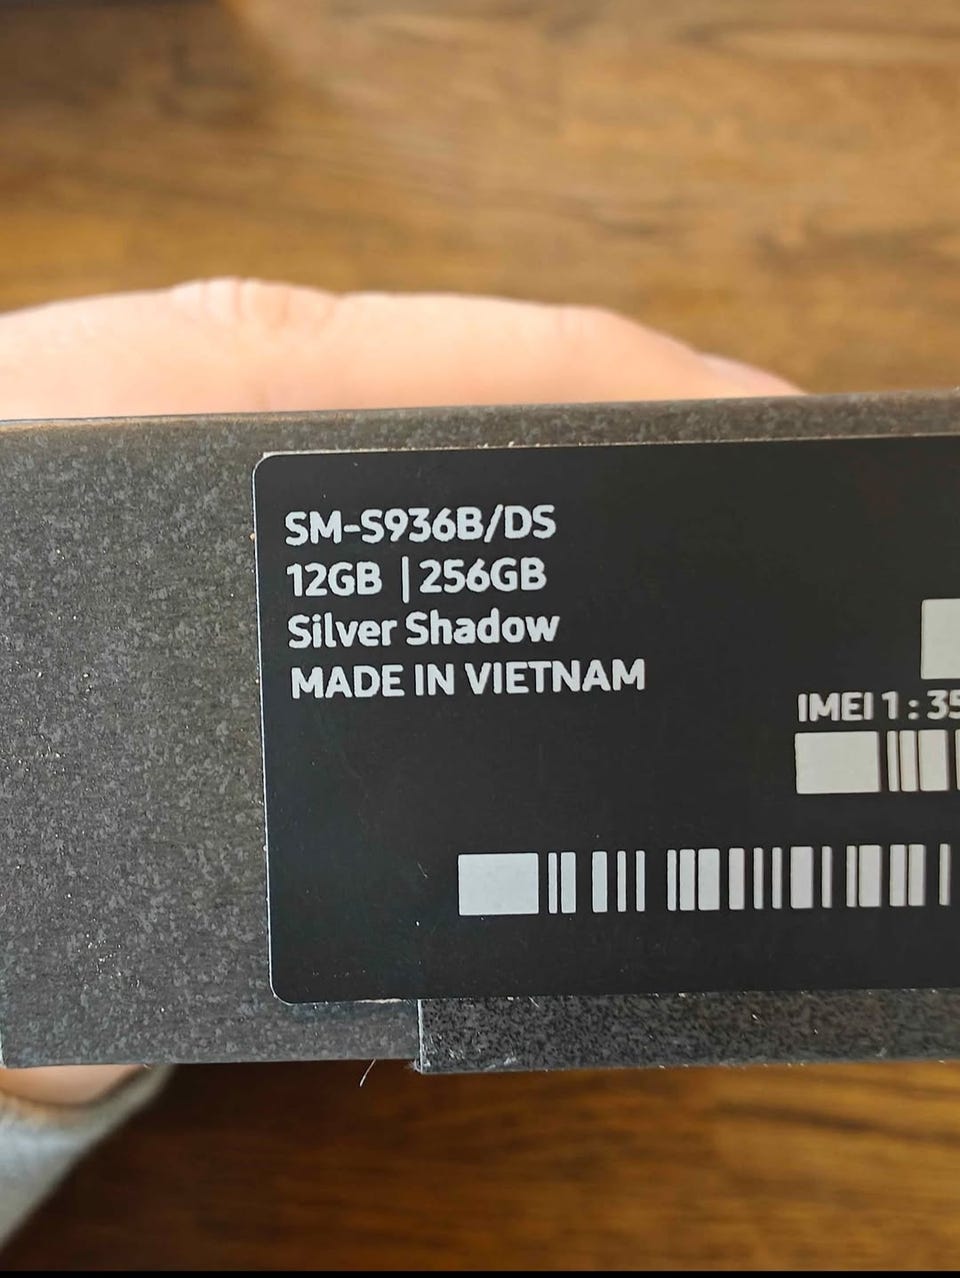 SM-S936B/DS
12GB | 256GB
Silver Shadow
MADE IN VIETNAM
IMEI 1 : 35